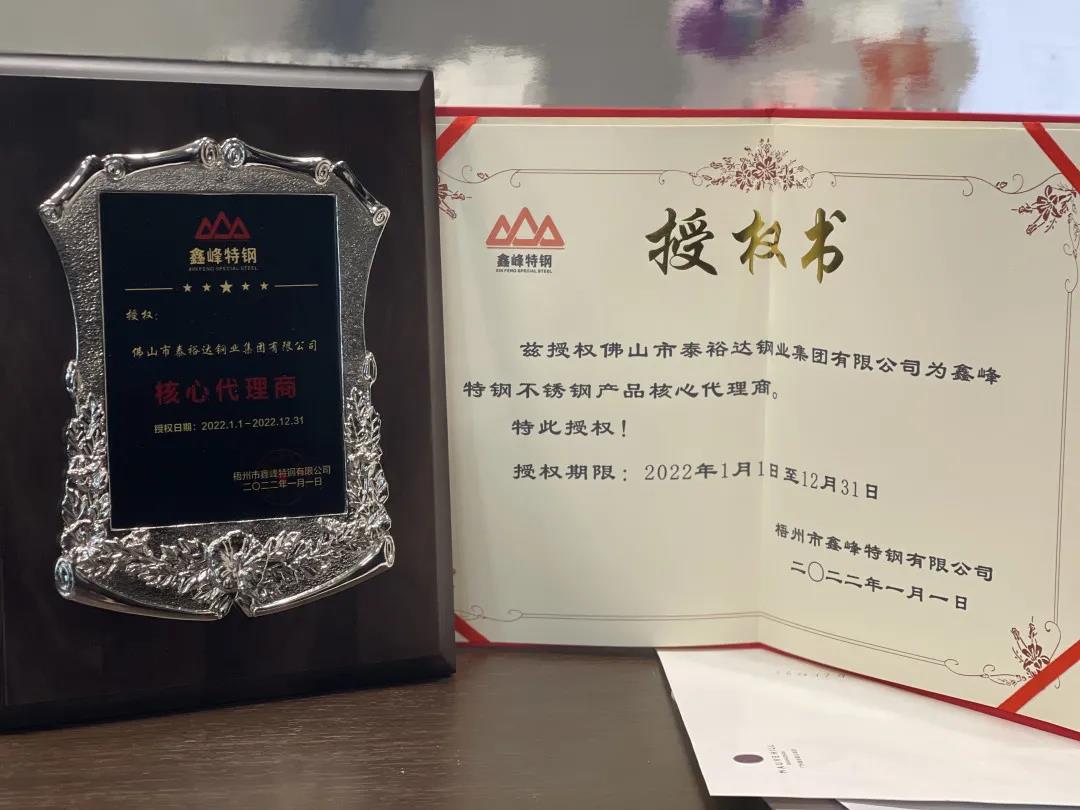 鑫峰特钢
XIN FENG SPECIAL STEEL
授权：
佛山市泰裕达钢业集团有限公司
核心代理商
授权日期：2022.1.1-2022.12.31
梧州市鑫峰特钢有限公司
二〇二二年一月一日
鑫峰特钢
XIN FENG SPECIAL STEEL
授权书
兹授权佛山市泰裕达钢业集团有限公司为鑫峰
特钢不锈钢产品核心代理商。
特此授权！
授权期限：2022年1月1日至12月31日
梧州市鑫峰特钢有限公司
二〇二二年一月一日